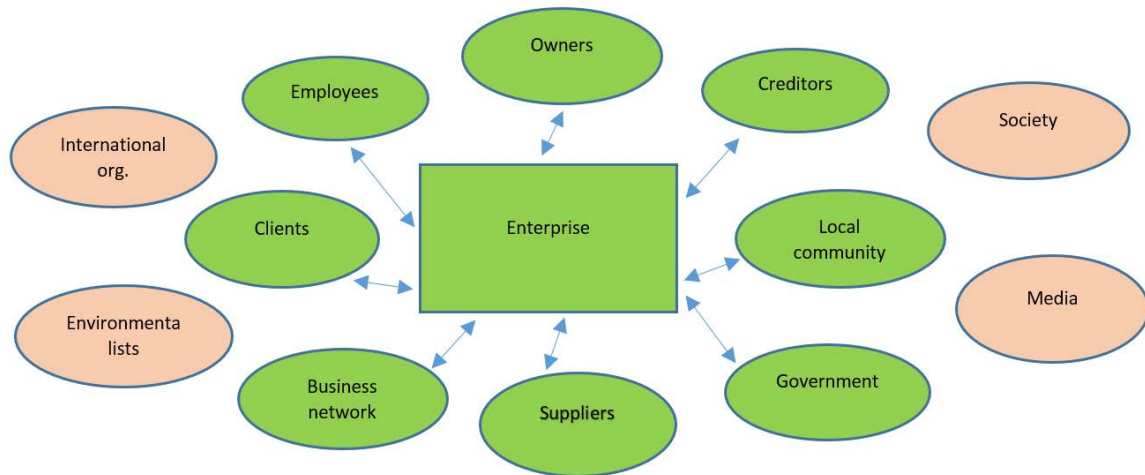 Owners
Employees
Creditors
Society
International
org.
Clients
Enterprise
Local
community
Environmenta
lists
Media
Business
network
Suppliers
Government